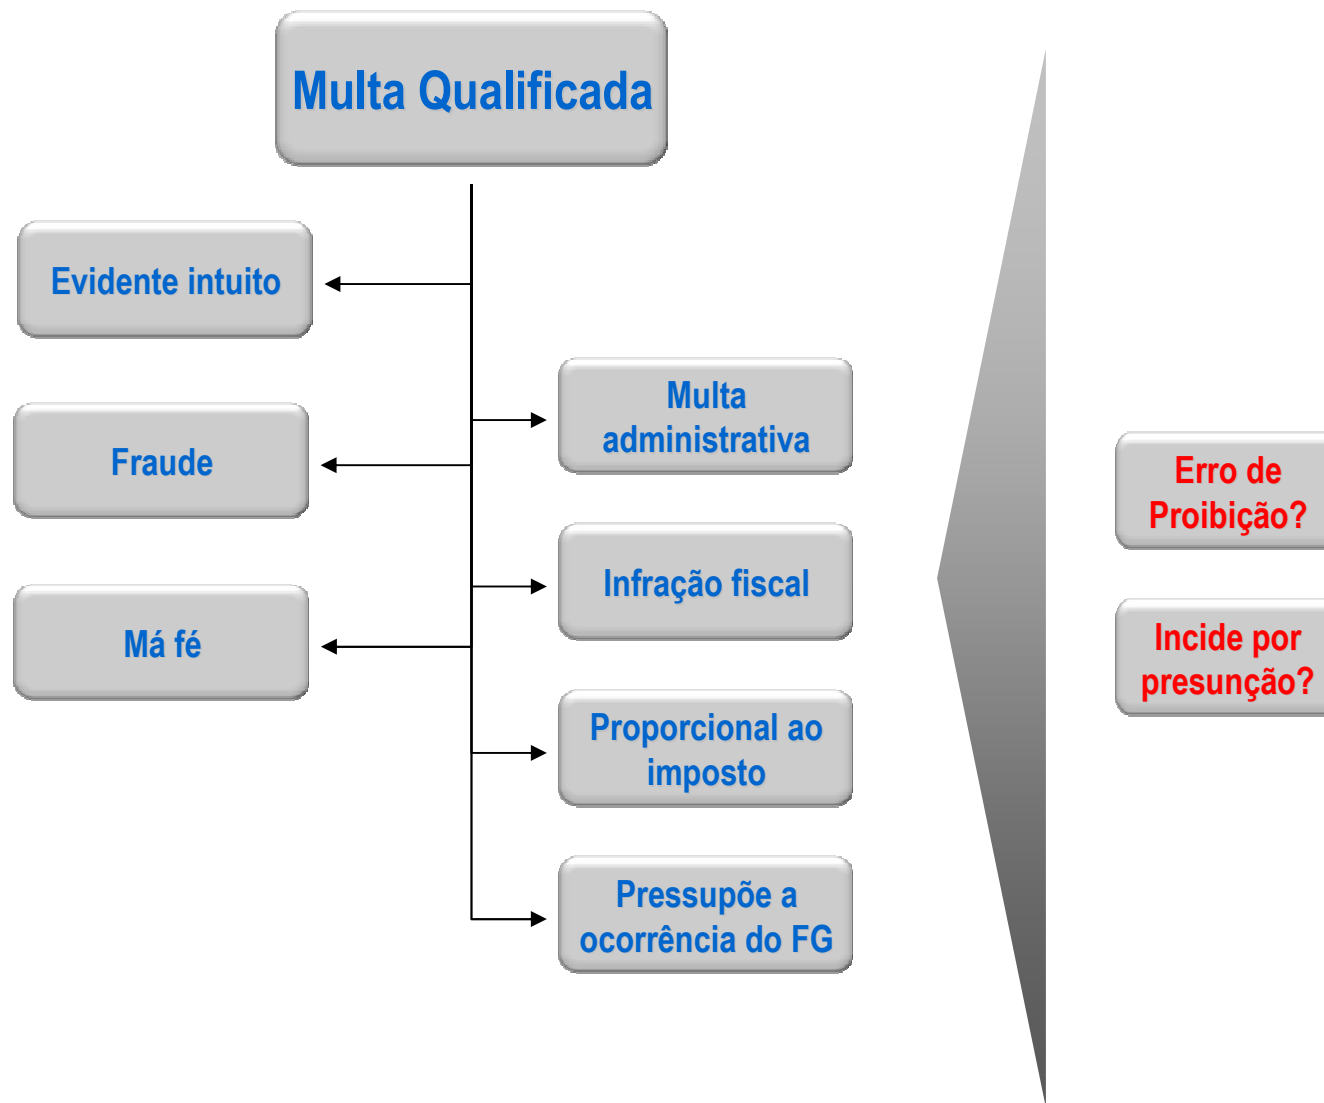 Multa Qualificada
Evidente intuito
Fraude
Má fé
Multa
administrativa
Infração fiscal
Proporcional ao
imposto
Pressupõe a
ocorrência do FG
Erro de
Proibição?
Incide por
presunção?